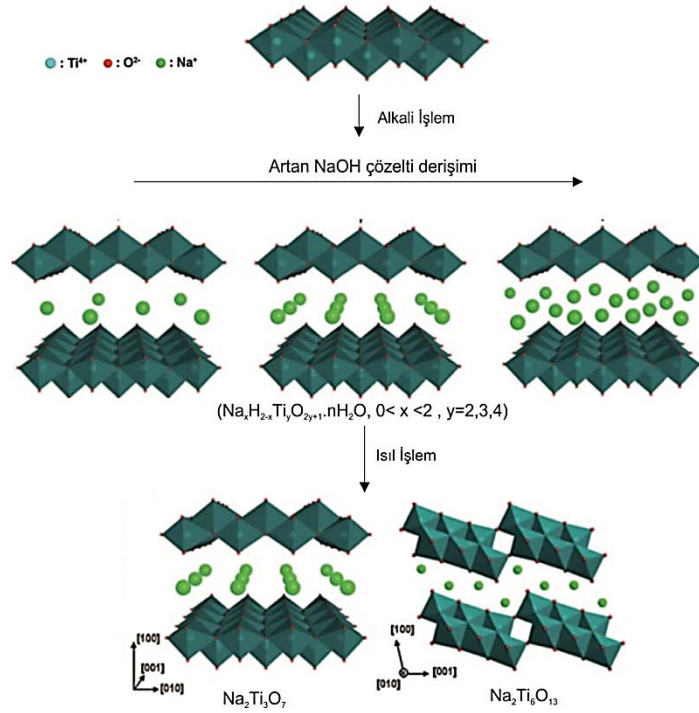 : Ti⁴⁺ : O²⁻ : Na⁺
Alkali İşlem
Artan NaOH çözelti derişimi
(NaₓH₂₋ₓTiᵧO₂ᵧ₊₁.nH₂O, 0< x <2 , y=2,3,4)
Isıl İşlem
[100]
[001]
[010]
Na₂Ti₃O₇
[100]
[010]
[001]
Na₂Ti₆O₁₃